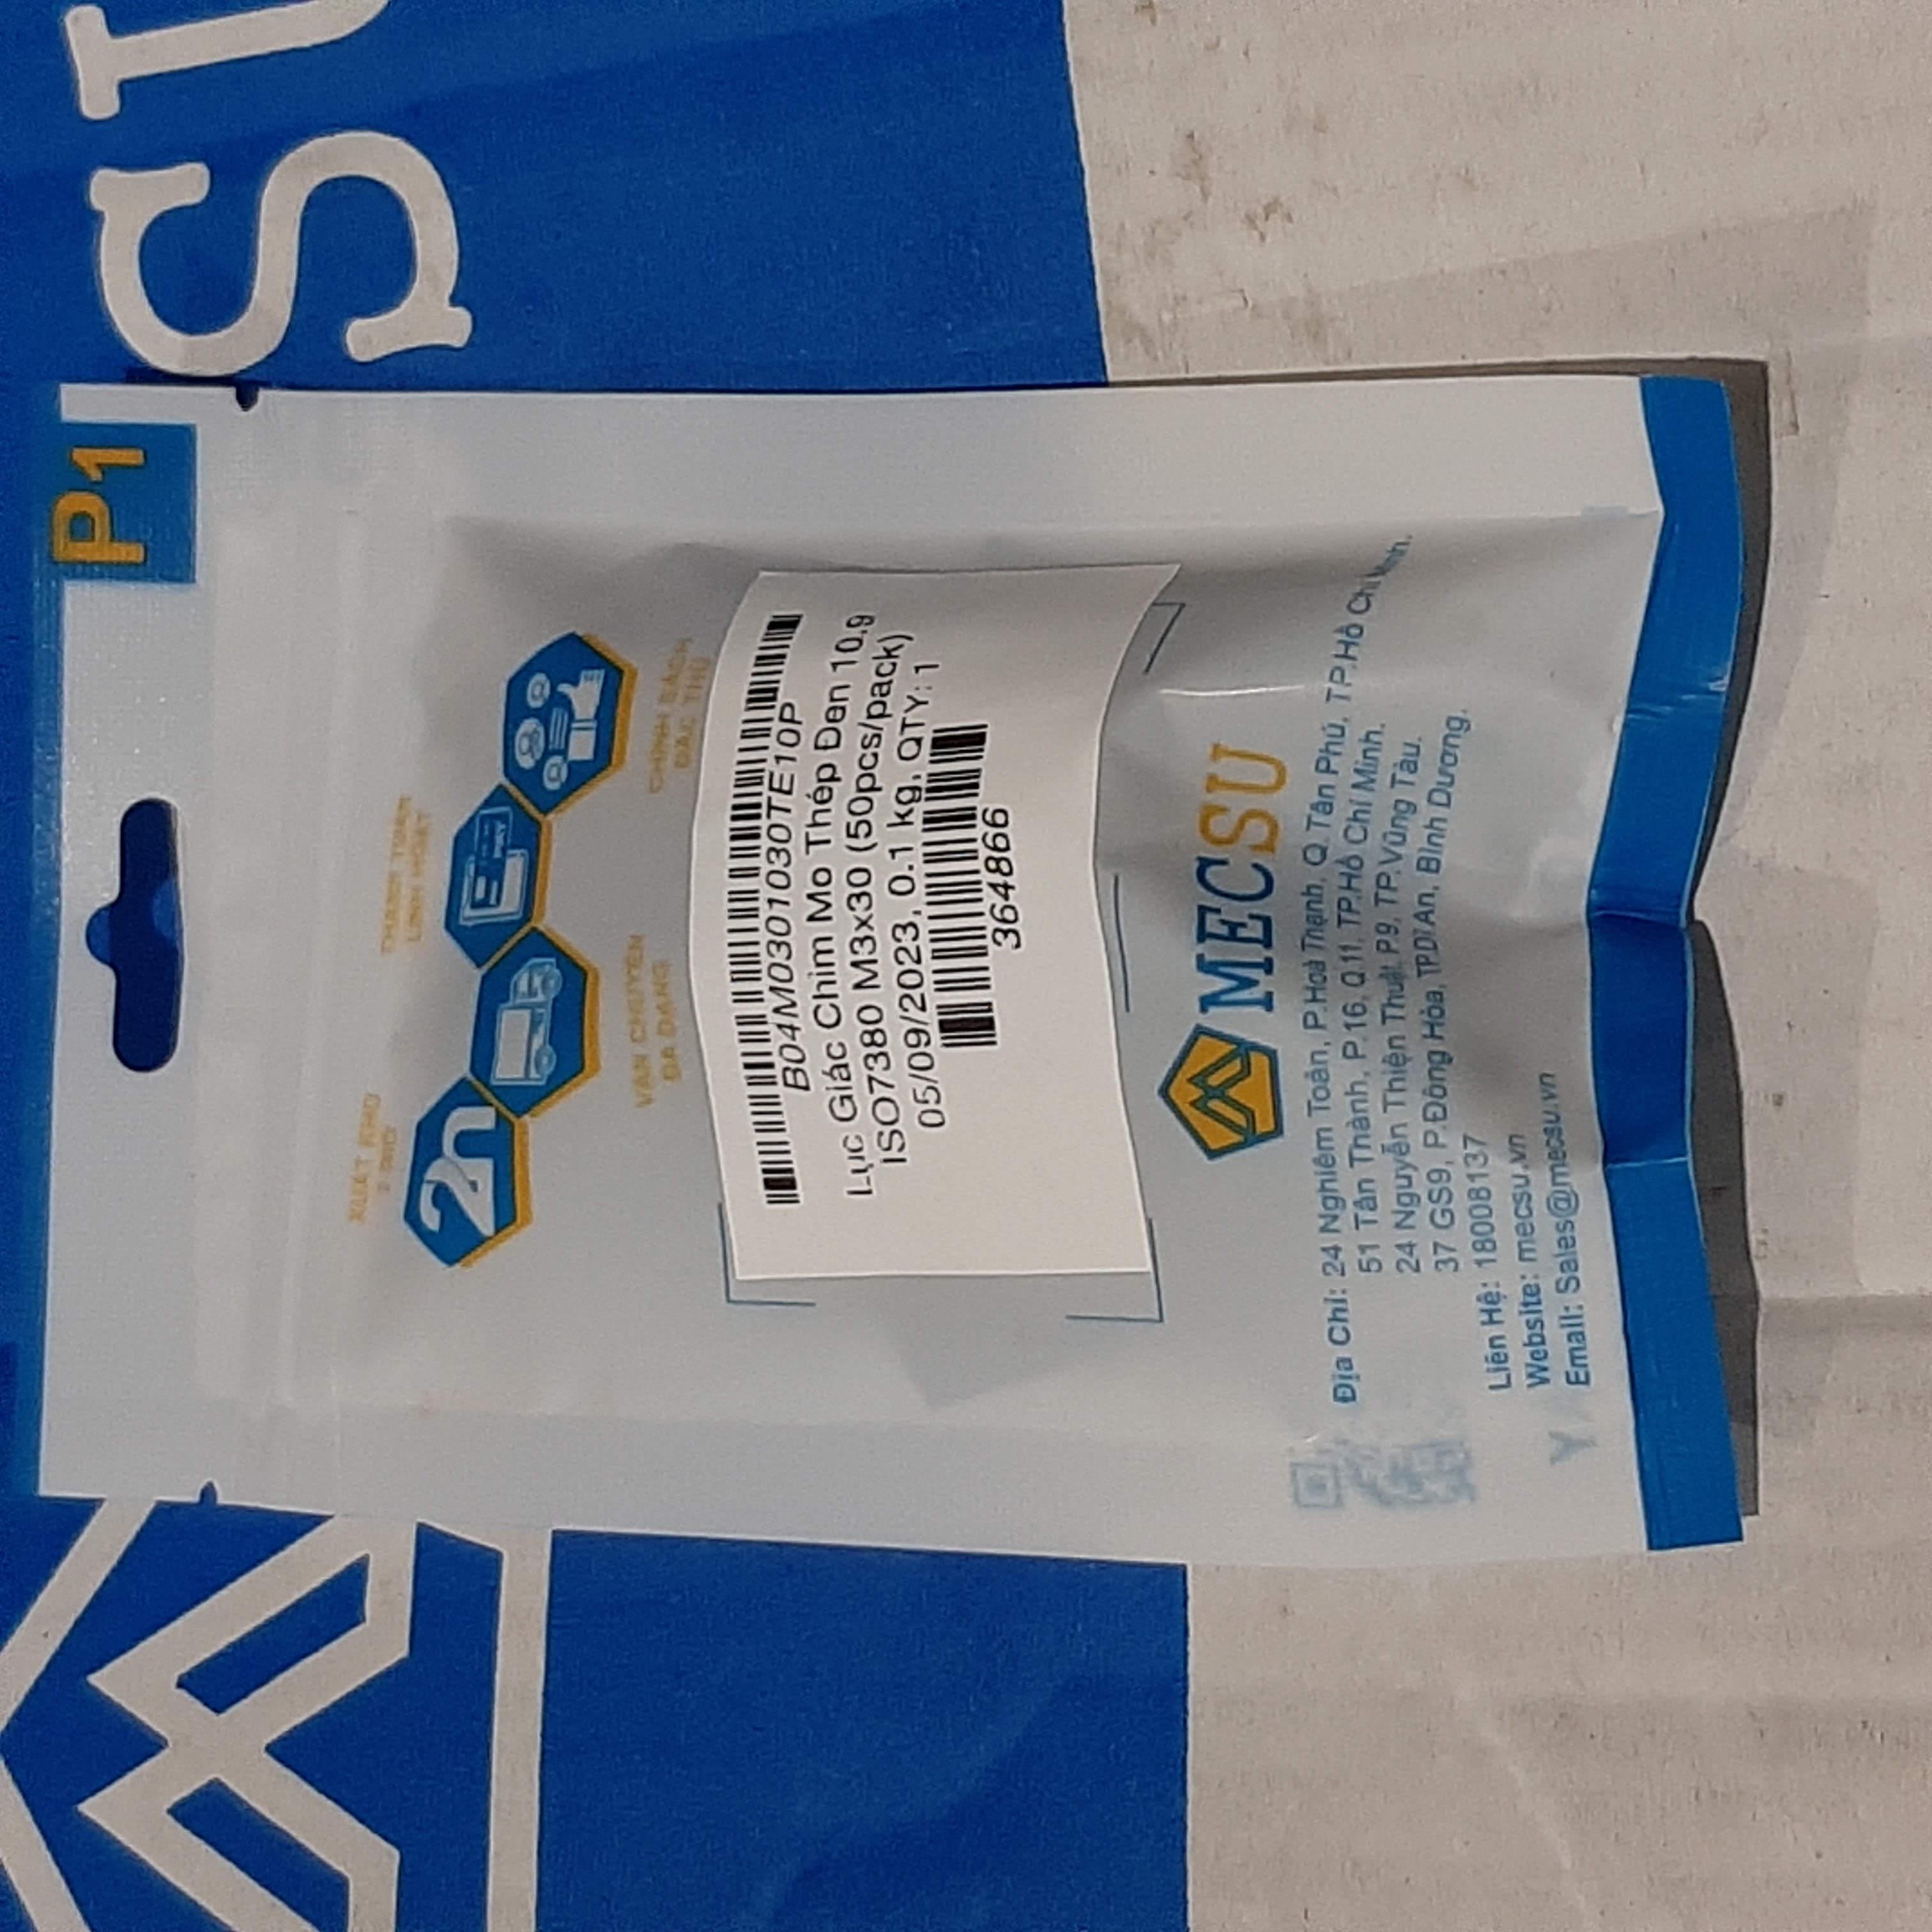 SU
P1
XUẤT KHO
THANH TOÁN
LINH HOẠT
2h
VẬN CHUYỂN
ĐA DẠNG
CHÍNH SÁCH
ĐẶC THÙ
B04M0301030TE10P
Lục Giác Chìm Mo Thép Đen 10.9
ISO7380 M3x30 (50pcs/pack)
05/09/2023, 0.1 kg, QTY: 1
364866
MECSU
Địa Chỉ: 24 Nghiêm Toản, P.Hoà Thạnh, Q.Tân Phú, TP.Hồ Chí Minh.
51 Tân Thành, P.16, Q.11, TP.Hồ Chí Minh.
24 Nguyễn Thiện Thuật, P9, TP.Vũng Tàu.
37 GS9, P.Đông Hòa, TP.Dĩ An, Bình Dương.
Liên Hệ: 18008137
Website: mecsu.vn
Email: Sales@mecsu.vn